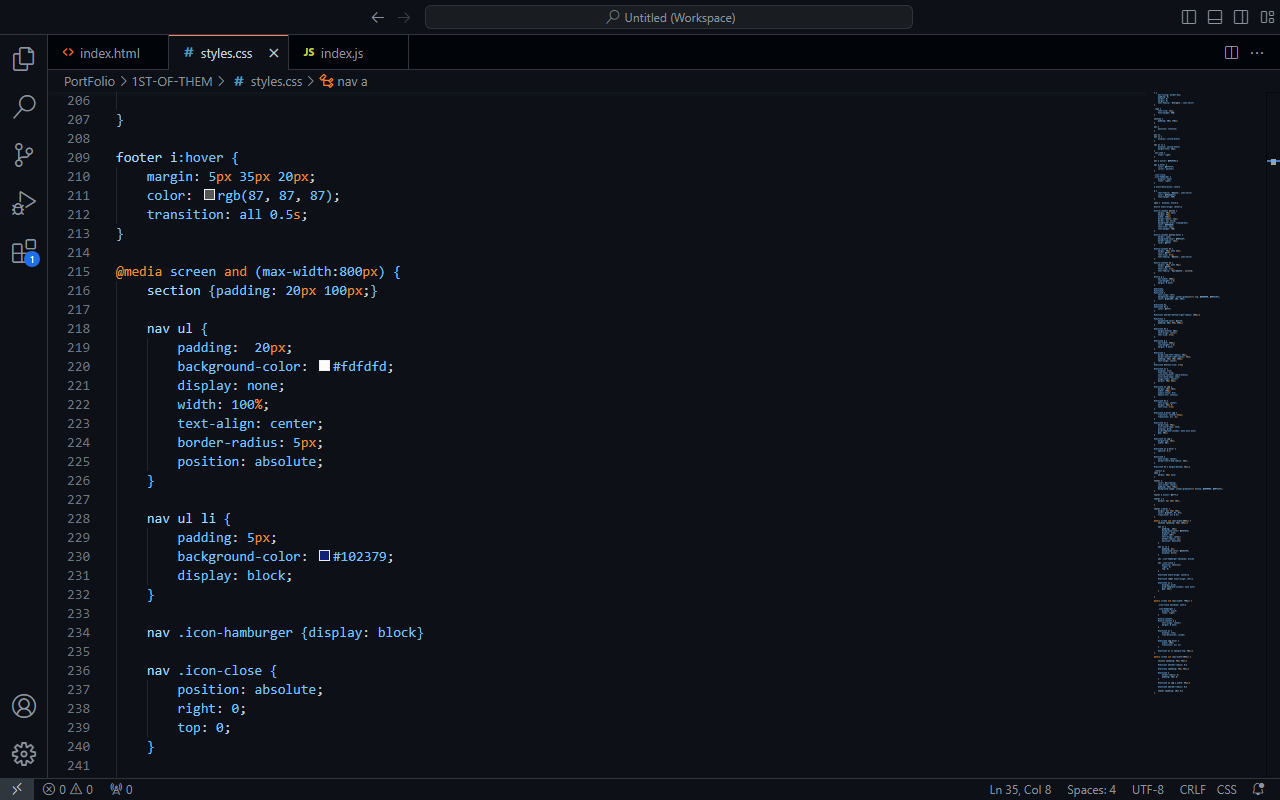 Untitled (Workspace)
index.html
# styles.css
JS index.js
PortFolio > 1ST-OF-THEM > # styles.css > nav a
206
207 }
208
209 footer i:hover {
210 margin: 5px 35px 20px;
211 color: rgb(87, 87, 87);
212 transition: all 0.5s;
213 }
214
215 @media screen and (max-width:800px) {
216 section {padding: 20px 100px;}
217
218 nav ul {
219 padding:  20px;
220 background-color: #fdfdfd;
221 display: none;
222 width: 100%;
223 text-align: center;
224 border-radius: 5px;
225 position: absolute;
226 }
227
228 nav ul li {
229 padding: 5px;
230 background-color: #102379;
231 display: block;
232 }
233
234 nav .icon-hamburger {display: block}
235
236 nav .icon-close {
237 position: absolute;
238 right: 0;
239 top: 0;
240 }
241
1
0 0 0 Ln 35, Col 8 Spaces: 4 UTF-8 CRLF CSS